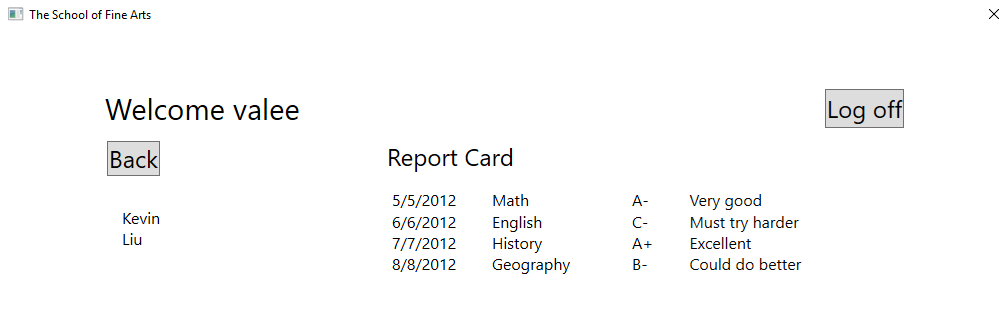 The School of Fine Arts
Welcome valee
Log off
Back
Report Card
Kevin
Liu
5/5/2012 Math A- Very good
6/6/2012 English C- Must try harder
7/7/2012 History A+ Excellent
8/8/2012 Geography B- Could do better